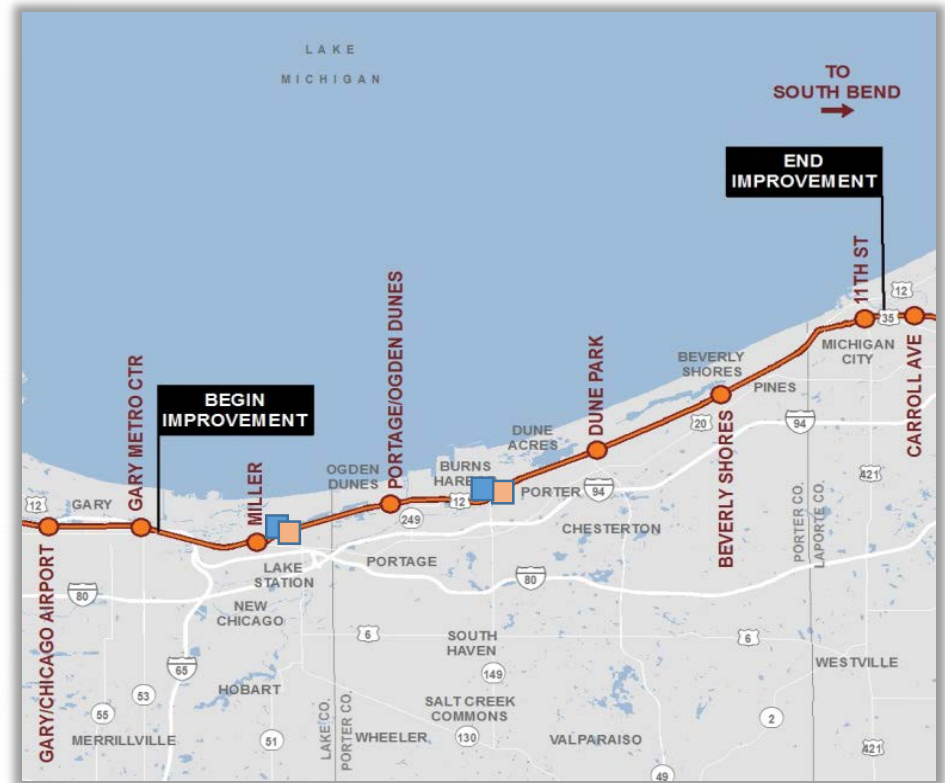 LAKE
MICHIGAN
TO
SOUTH BEND
END
IMPROVEMENT
11TH ST
12
35
CARROLL AVE
MICHIGAN
CITY
BEVERLY
SHORES
PINES
BEVERLY SHORES
20
94
421
PORTER CO.
LAPORTE CO.
DUNE PARK
DUNE
ACRES
PORTAGE/OGDEN DUNES
OGDEN
DUNES
BURNS
12
PORTER
94
249
CHESTERTON
GARY METRO CTR
BEGIN
IMPROVEMENT
MILLER
12
GARY
GARY/CHICAGO AIRPORT
LAKE
STATION
PORTAGE
80
80
NEW
CHICAGO
6
6
SOUTH
HAVEN
65
149
WESTVILLE
HOBART
53
55
SALT CREEK
COMMONS
2
MERRILLVILLE
51
LAKE CO.
PORTER CO.
WHEELER
130
VALPARAISO
421
49